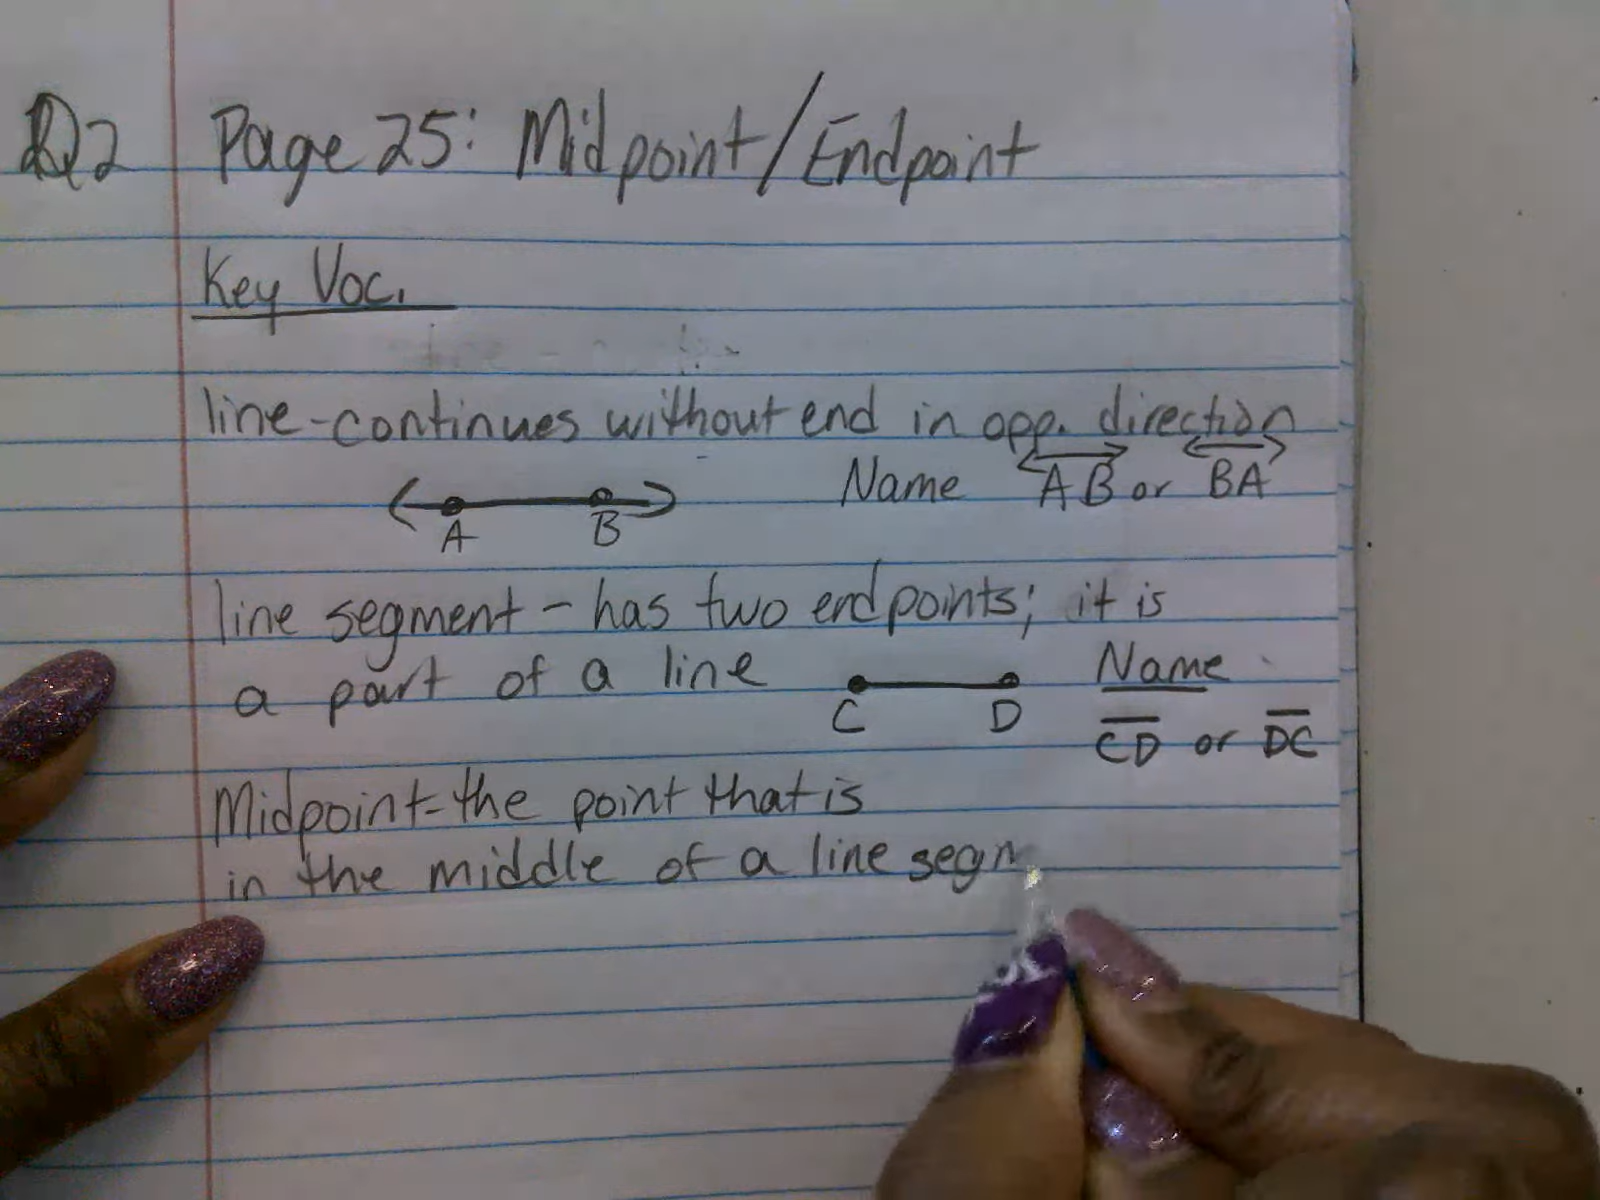 Q2 Page 25: Midpoint/Endpoint
Key Voc.
line-continues without end in opp. direction
A B Name AB or BA
line segment - has two endpoints; it is
a part of a line C D Name
CD or DC
Midpoint-the point that is
in the middle of a line segm